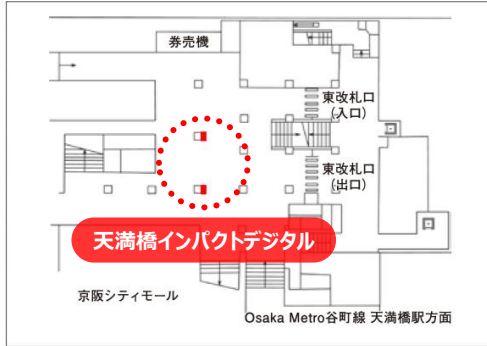 券売機
東改札口
(入口)
東改札口
(出口)
天満橋インパクトデジタル
京阪シティモール
Osaka Metro谷町線 天満橋駅方面